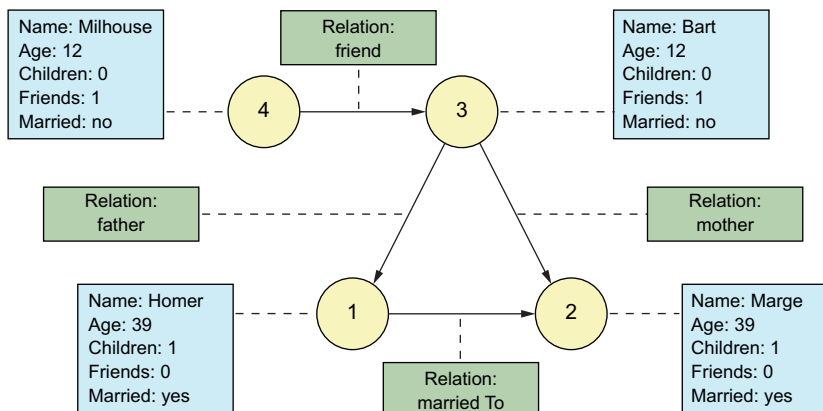 Name: Milhouse
Age: 12
Children: 0
Friends: 1
Married: no
Relation:
friend
Name: Bart
Age: 12
Children: 0
Friends: 1
Married: no
4
3
Relation:
father
Relation:
mother
Name: Homer
Age: 39
Children: 1
Friends: 0
Married: yes
1
2
Name: Marge
Age: 39
Children: 1
Friends: 0
Married: yes
Relation:
married To